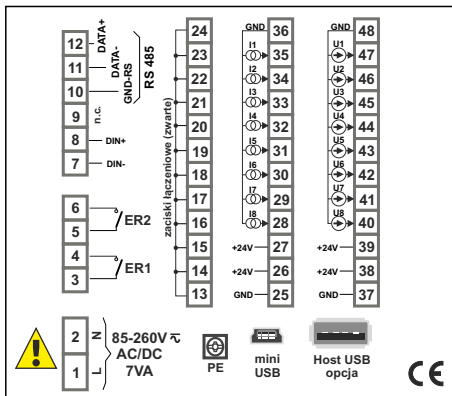 12 DATA+
11 DATA-
10 GND-RS
RS 485
9 n.c.
8 DIN+
7 DIN-
6
5
ER2
4
3
ER1
2 N
1 L
85-260V
AC/DC
7VA
24
23
22
21
20
19
18
17
16
15
14
13
zaciski łączeniowe (zwarte)
GND 36
I1 35
I2 34
I3 33
I4 32
I5 31
I6 30
I7 29
I8 28
+24V 27
+24V 26
GND 25
GND 48
U1 47
U2 46
U3 45
U4 44
U5 43
U6 42
U7 41
U8 40
+24V 39
+24V 38
GND 37
PE
mini
USB
Host USB
opcja
CE